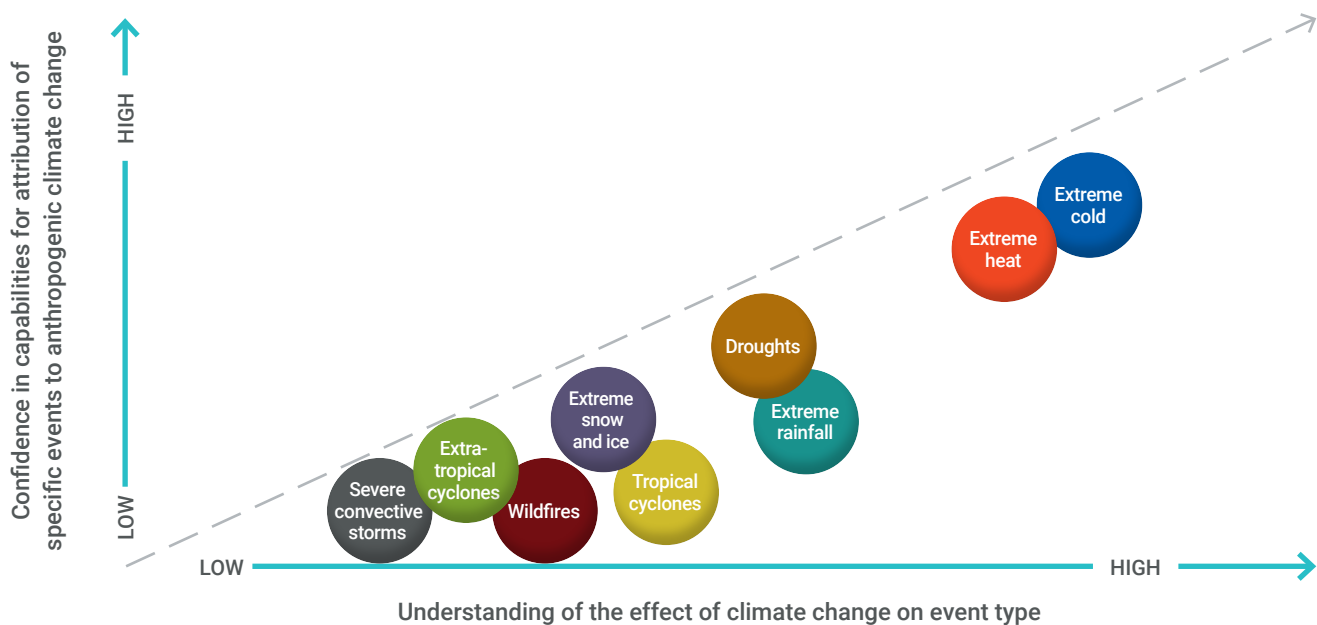 Confidence in capabilities for attribution of
specific events to anthropogenic climate change
HIGH
LOW
Extreme
cold
Extreme
heat
Droughts
Extreme
rainfall
Extreme
snow
and ice
Tropical
cyclones
Extra-
tropical
cyclones
Wildfires
Severe
convective
storms
LOW
HIGH
Understanding of the effect of climate change on event type